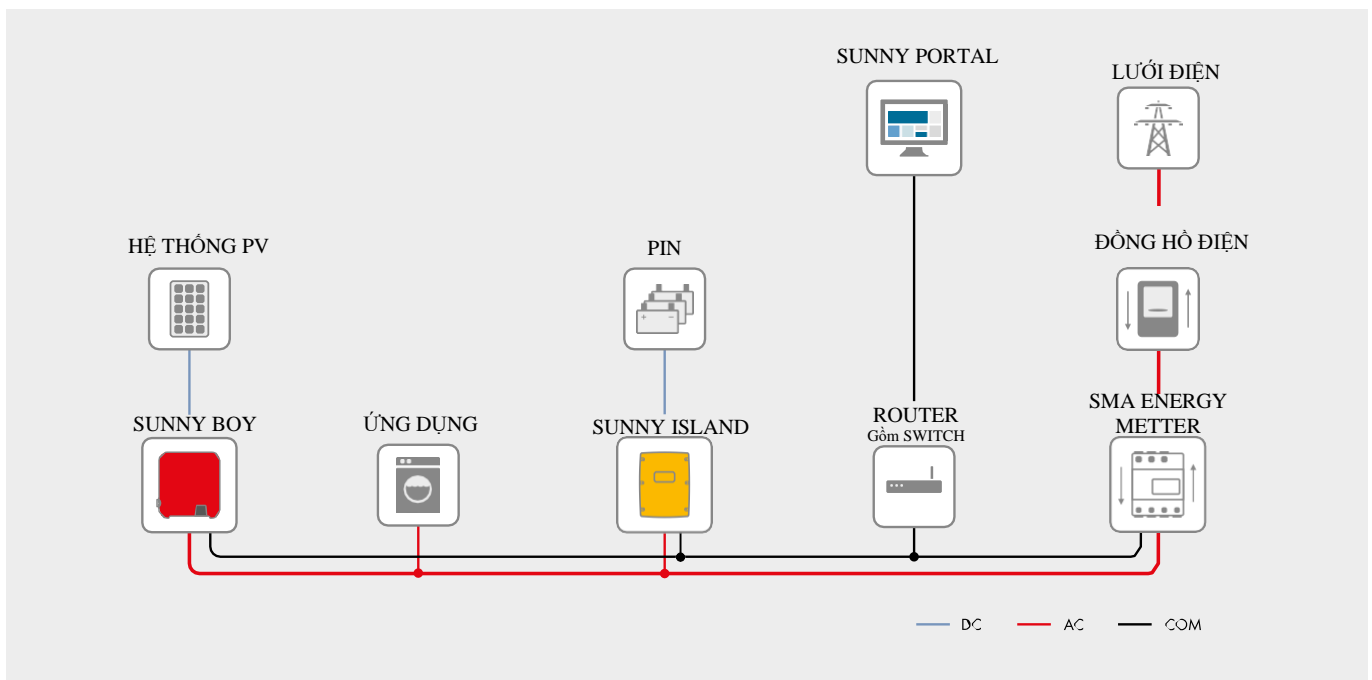 SUNNY PORTAL
LƯỚI ĐIỆN
HỆ THỐNG PV
PIN
ĐỒNG HỒ ĐIỆN
SUNNY BOY
ỨNG DỤNG
SUNNY ISLAND
ROUTER
Gồm SWITCH
SMA ENERGY
METTER
DC
AC
COM